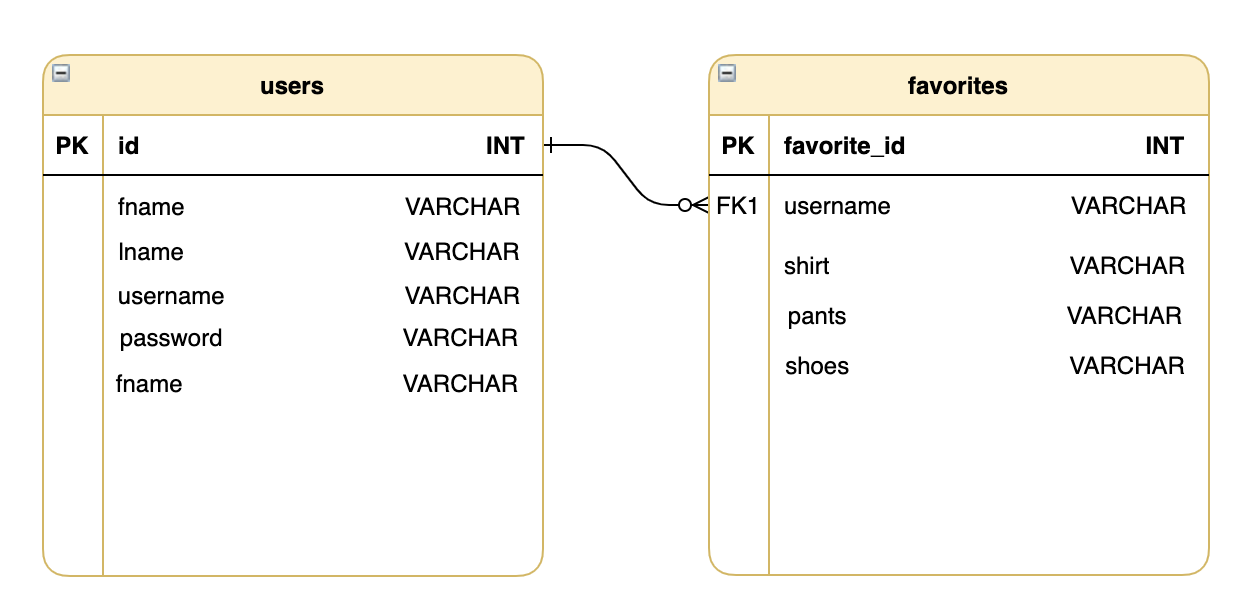 users
PK id INT
fname VARCHAR
lname VARCHAR
username VARCHAR
password VARCHAR
fname VARCHAR
favorites
PK favorite_id INT
FK1 username VARCHAR
shirt VARCHAR
pants VARCHAR
shoes VARCHAR